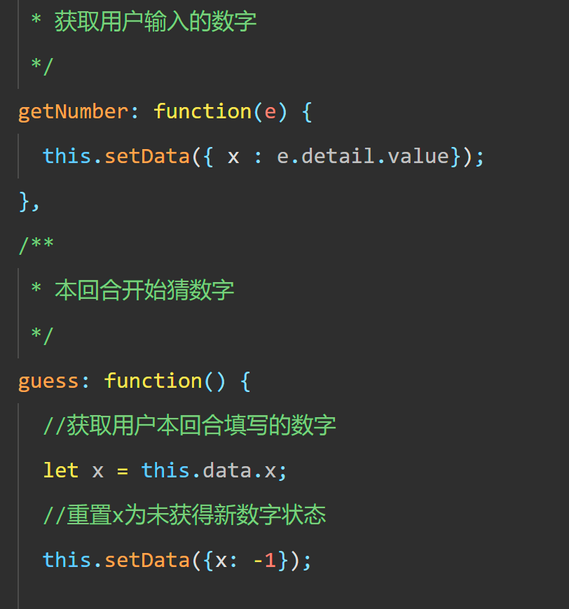 * 获取用户输入的数字
*/
getNumber: function(e) {
this.setData({ x : e.detail.value});
},
/**
* 本回合开始猜数字
*/
guess: function() {
//获取用户本回合填写的数字
let x = this.data.x;
//重置x为未获得新数字状态
this.setData({x: -1});